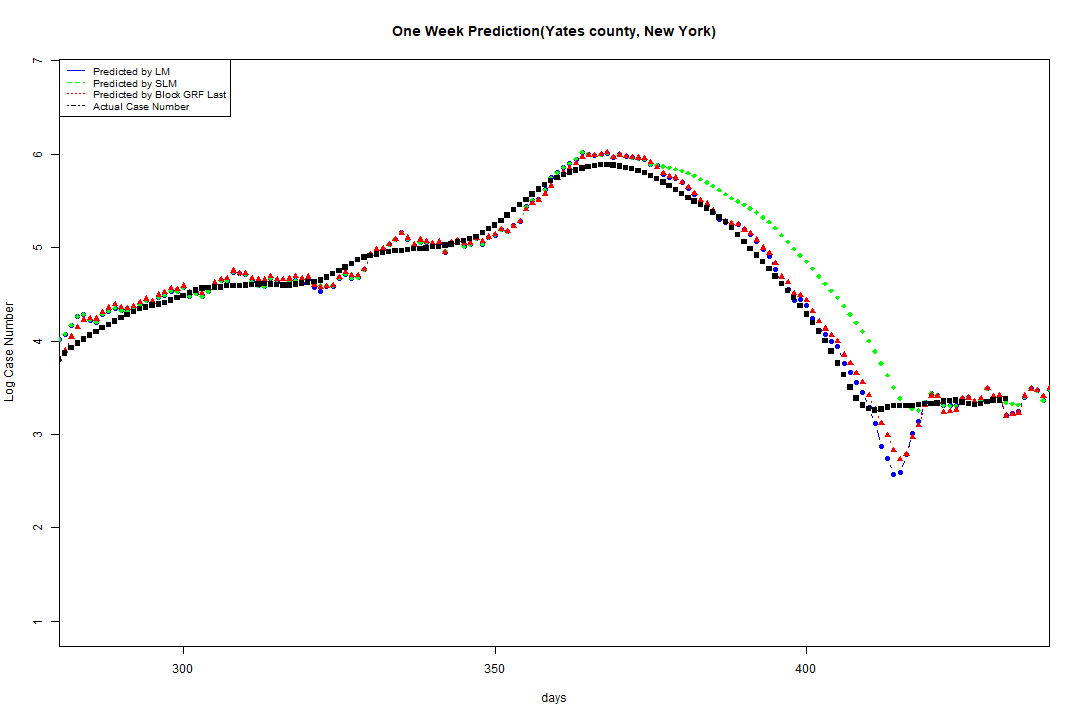 One Week Prediction(Yates county, New York)
Predicted by LM
Predicted by SLM
Predicted by Block GRF Last
Actual Case Number
7
6
5
4
3
2
1
Log Case Number
300
350
400
days